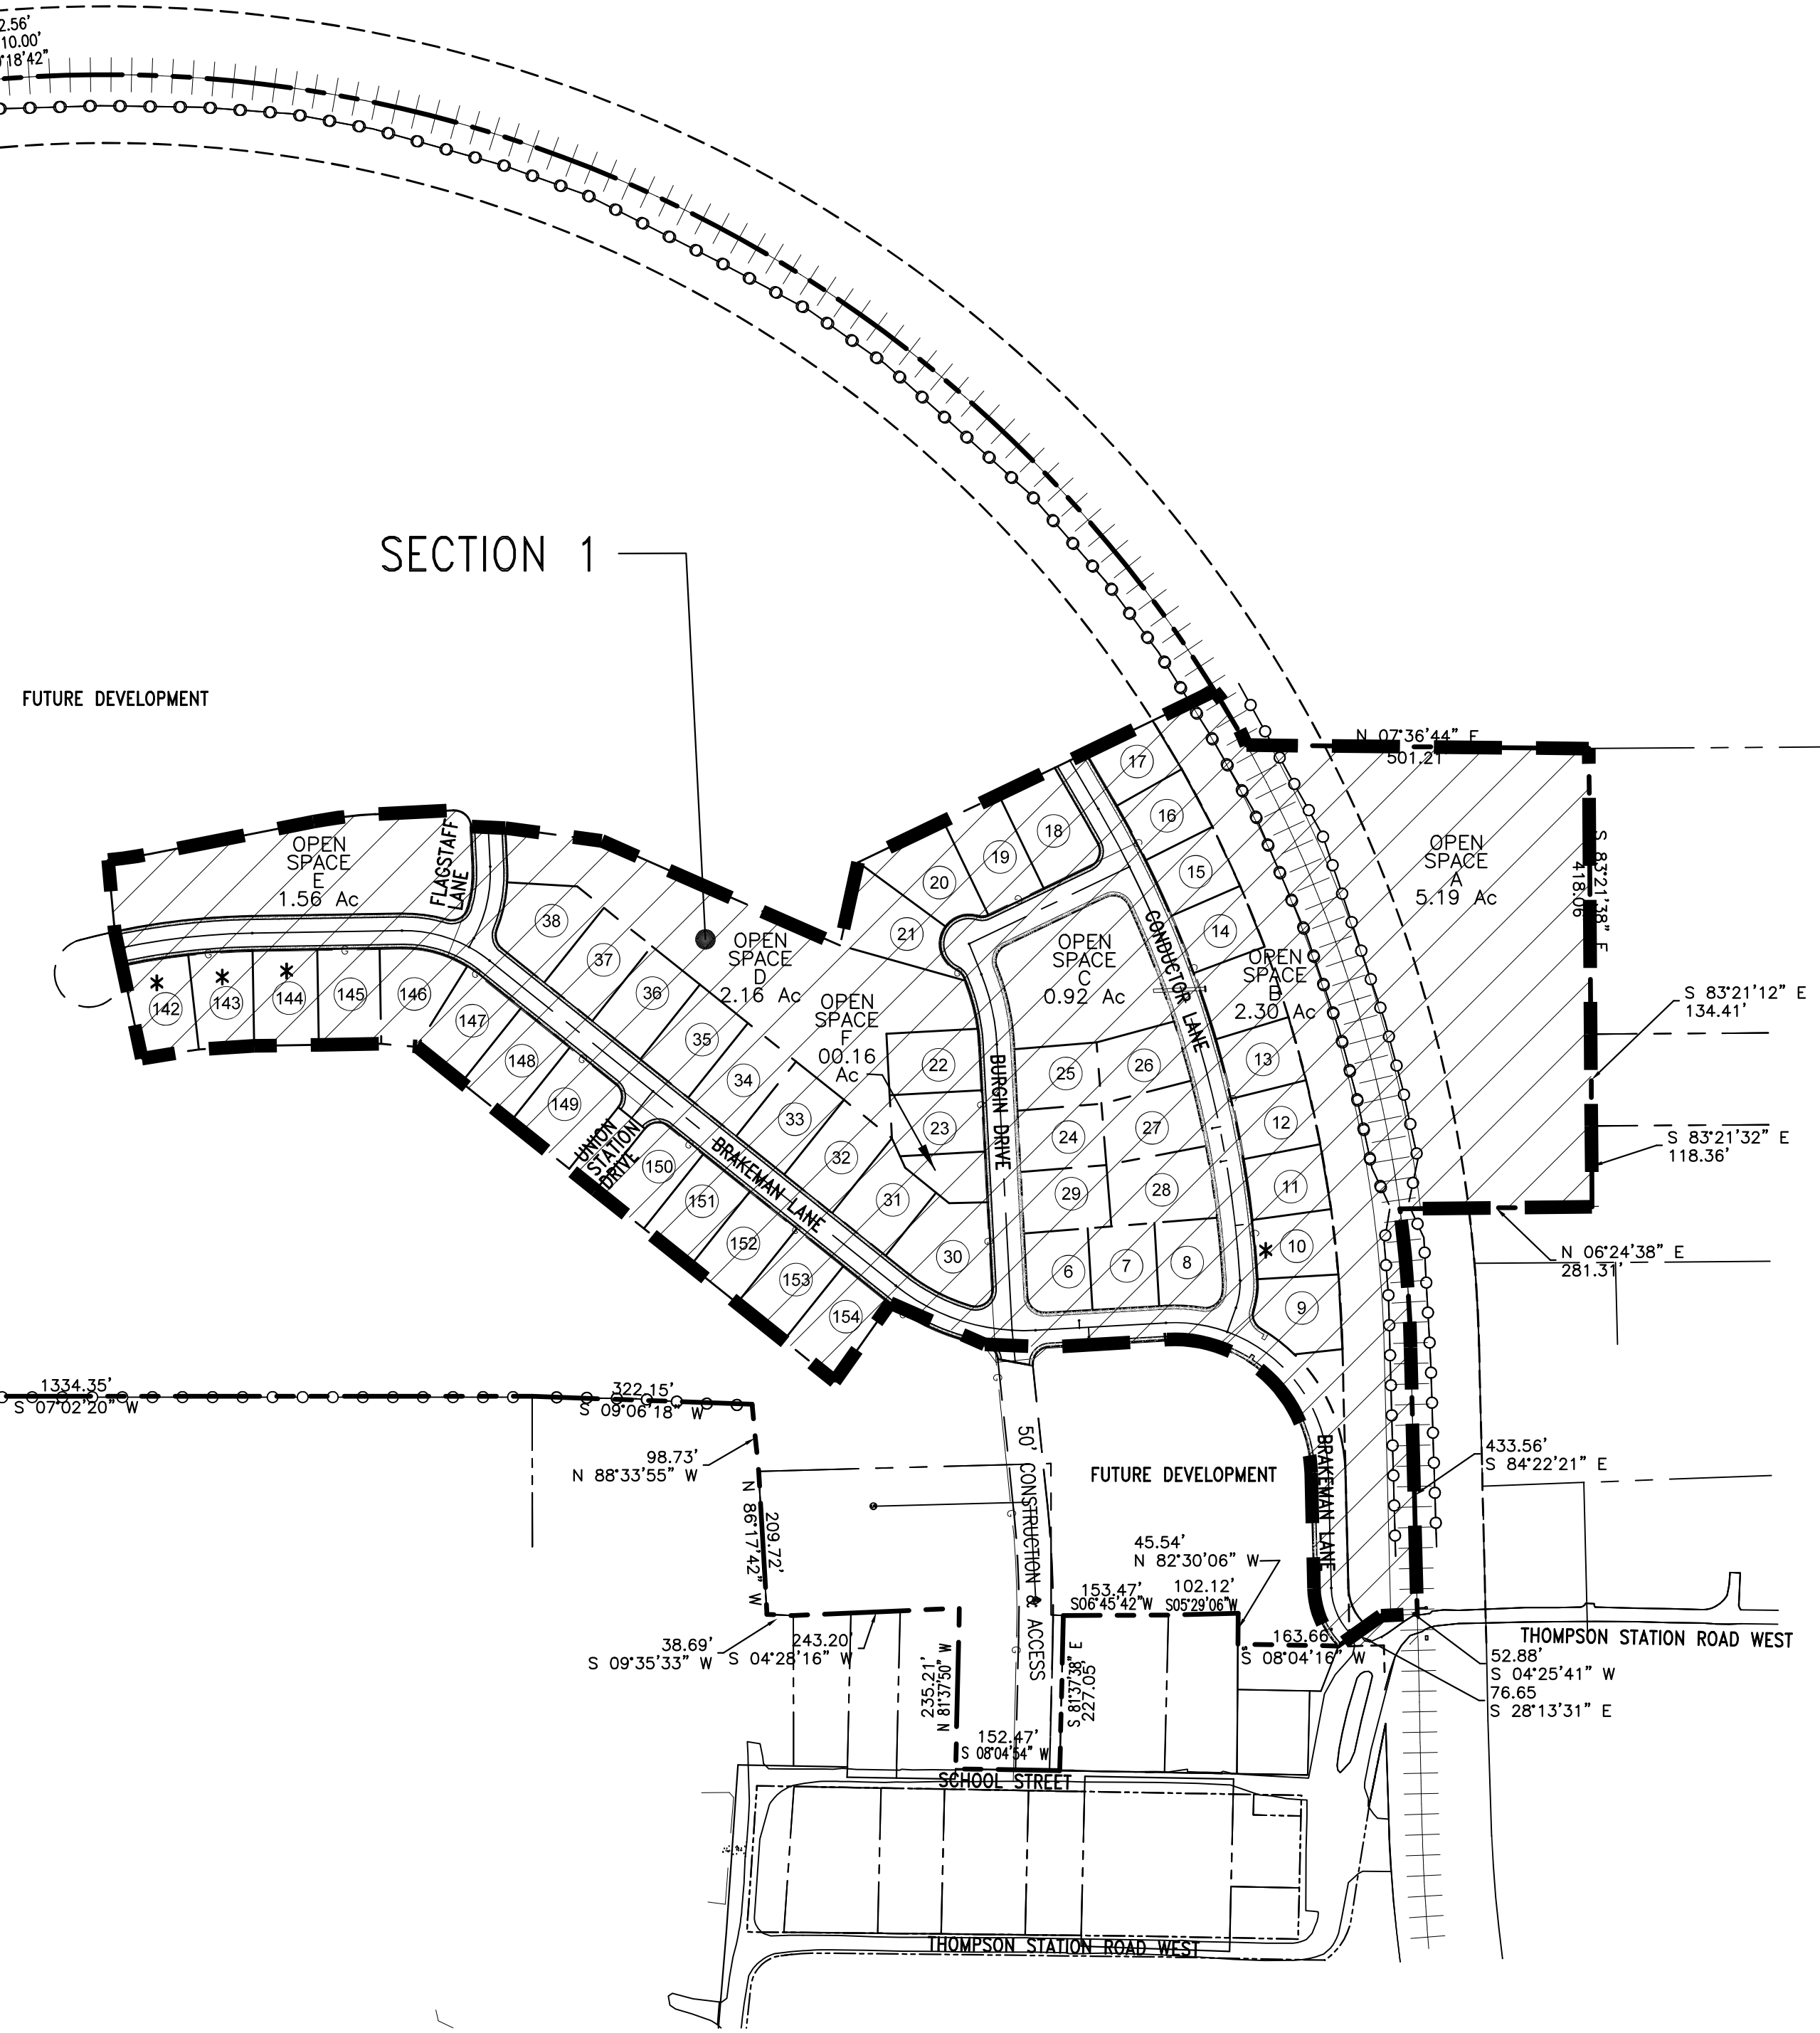 2.56'
10.00'
°18'42"
SECTION 1
FUTURE DEVELOPMENT
N 07°36'44" E
501.21
OPEN
SPACE
E
1.56 Ac
FLAGSTAFF
LANE
OPEN
SPACE
A
5.19 Ac
S 83°21'38" E
418.06
17
16
15
14
18
19
20
21
38
37
36
35
34
33
32
31
30
OPEN
SPACE
D
2.16 Ac
OPEN
SPACE
F
00.16
Ac
OPEN
SPACE
C
0.92 Ac
CONDUCTOR LANE
OPEN
SPACE
B
2.30 Ac
S 83°21'12" E
134.41'
142
143
144
145
146
147
148
149
UNION
STATION
DRIVE
150
151
152
153
154
BRAKEMAN LANE
22
23
BURGIN DRIVE
25
26
24
27
29
28
6
7
8
13
12
11
10
9
S 83°21'32" E
118.36'
N 06°24'38" E
281.31'
1334.35'
S 07°02'20" W
322.15'
S 09°06'18" W
98.73'
N 88°33'55" W
209.72'
N 86°17'42" W
50' CONSTRUCTION & ACCESS
FUTURE DEVELOPMENT
BRAKEMAN LANE
433.56'
S 84°22'21" E
45.54'
N 82°30'06" W
153.47'
S06°45'42"W
102.12'
S05°29'06"W
38.69'
S 09°35'33" W
243.20'
S 04°28'16" W
235.21'
N 81°37'50" W
S 81°37'38" E
227.05'
163.66'
S 08°04'16" W
THOMPSON STATION ROAD WEST
52.88'
S 04°25'41" W
76.65
S 28°13'31" E
152.47'
S 08°04'54" W
SCHOOL STREET
THOMPSON STATION ROAD WEST